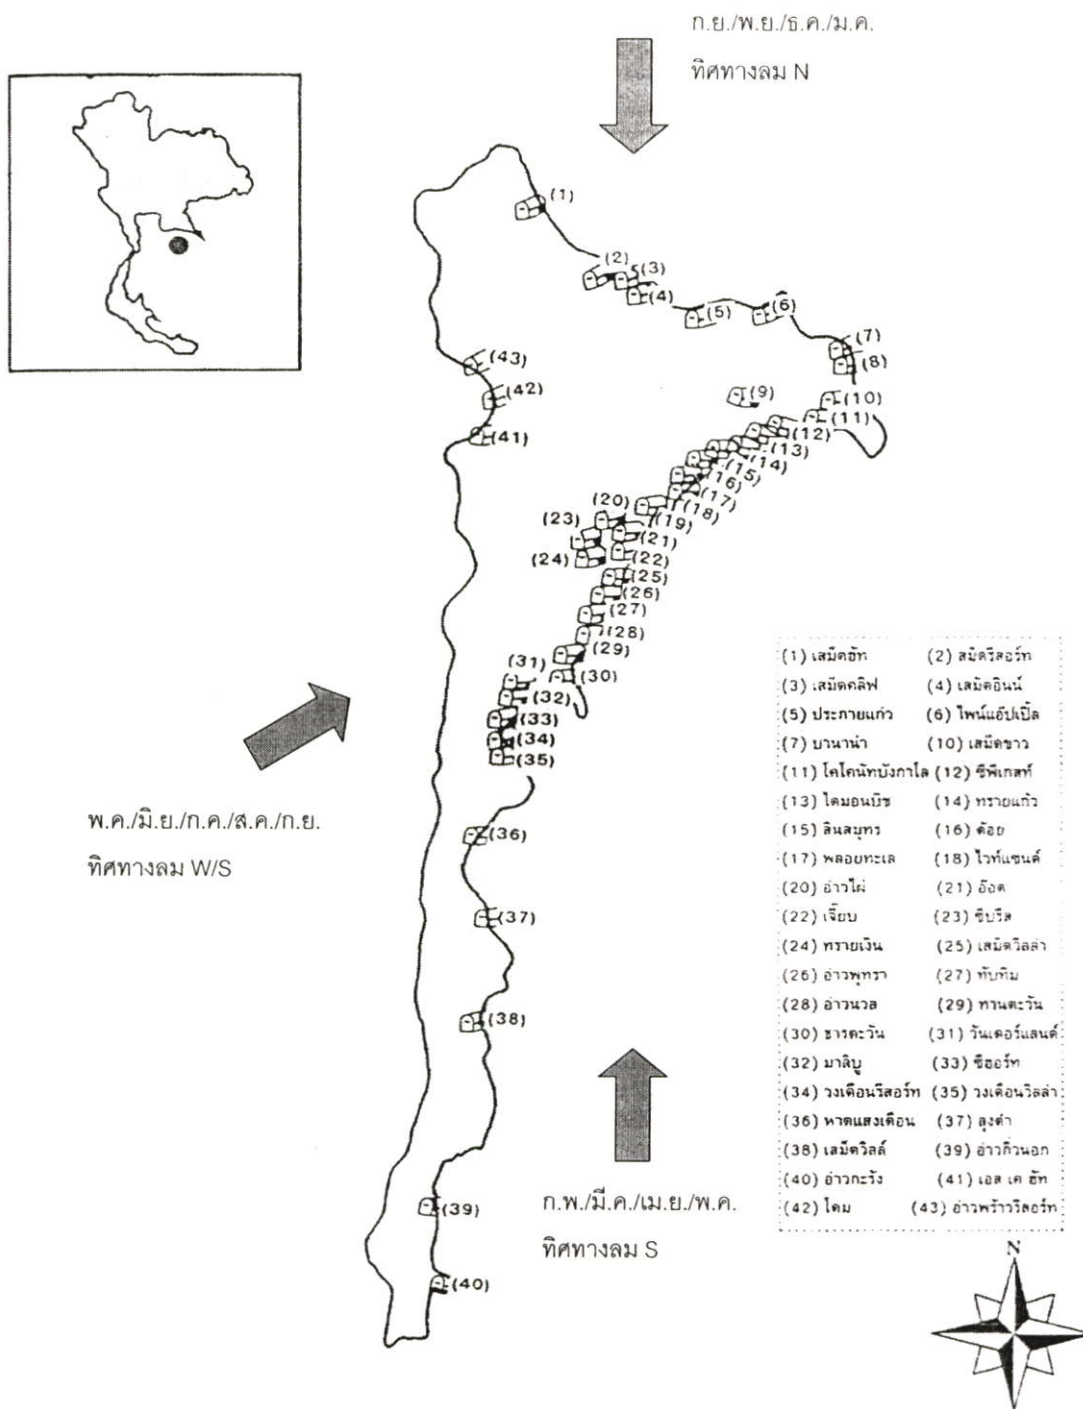 ก.ย./พ.ย./ธ.ค./ม.ค.
ทิศทางลม N
(1)
(2)
(3)
(4)
(5)
(6)
(7)
(8)
(9)
(10)
(11)
(12)
(13)
(14)
(15)
(16)
(17)
(18)
(19)
(20)
(21)
(22)
(23)
(24)
(25)
(26)
(27)
(28)
(29)
(30)
(31)
(32)
(33)
(34)
(35)
(36)
(37)
(38)
(39)
(40)
(41)
(42)
(43)
พ.ค./มิ.ย./ก.ค./ส.ค./ก.ย.
ทิศทางลม W/S
ก.พ./มี.ค./เม.ย./พ.ค.
ทิศทางลม S
(1) เสม็ดฮัท (2) สมัดรีสอร์ท
(3) เสม็ดคลิฟ (4) เสม็ดอินน์
(5) ประกายแก้ว (6) ไพน์แอ๊ปเปิ้ล
(7) บานาน่า (10) เสม็ดขาว
(11) โคโคนัทบังกาโล (12) ซีพีเกสท์
(13) ไดมอนบีช (14) ทรายแก้ว
(15) สินสมุทร (16) ต้อย
(17) พลอยทะเล (18) ไวท์แซนด์
(20) อ่าวไผ่ (21) อ๊อด
(22) เจี๊ยบ (23) ซีบรีส
(24) ทรายเงิน (25) เสม็ดวิลล่า
(26) อ่าวพุทรา (27) ทับทิม
(28) อ่าวนวล (29) ทานตะวัน
(30) ธารตะวัน (31) วันเดอร์แลนด์
(32) มาลิบู (33) ซีฮอร์ท
(34) วงเดือนรีสอร์ท (35) วงเดือนวิลล่า
(36) หาดแสงเดือน (37) ลุงดำ
(38) เสม็ดวิลล์ (39) อ่าวกิ่วนอก
(40) อ่าวกะรัง (41) เอส เค ฮัท
(42) โดม (43) อ่าวพร้าวรีสอร์ท
N